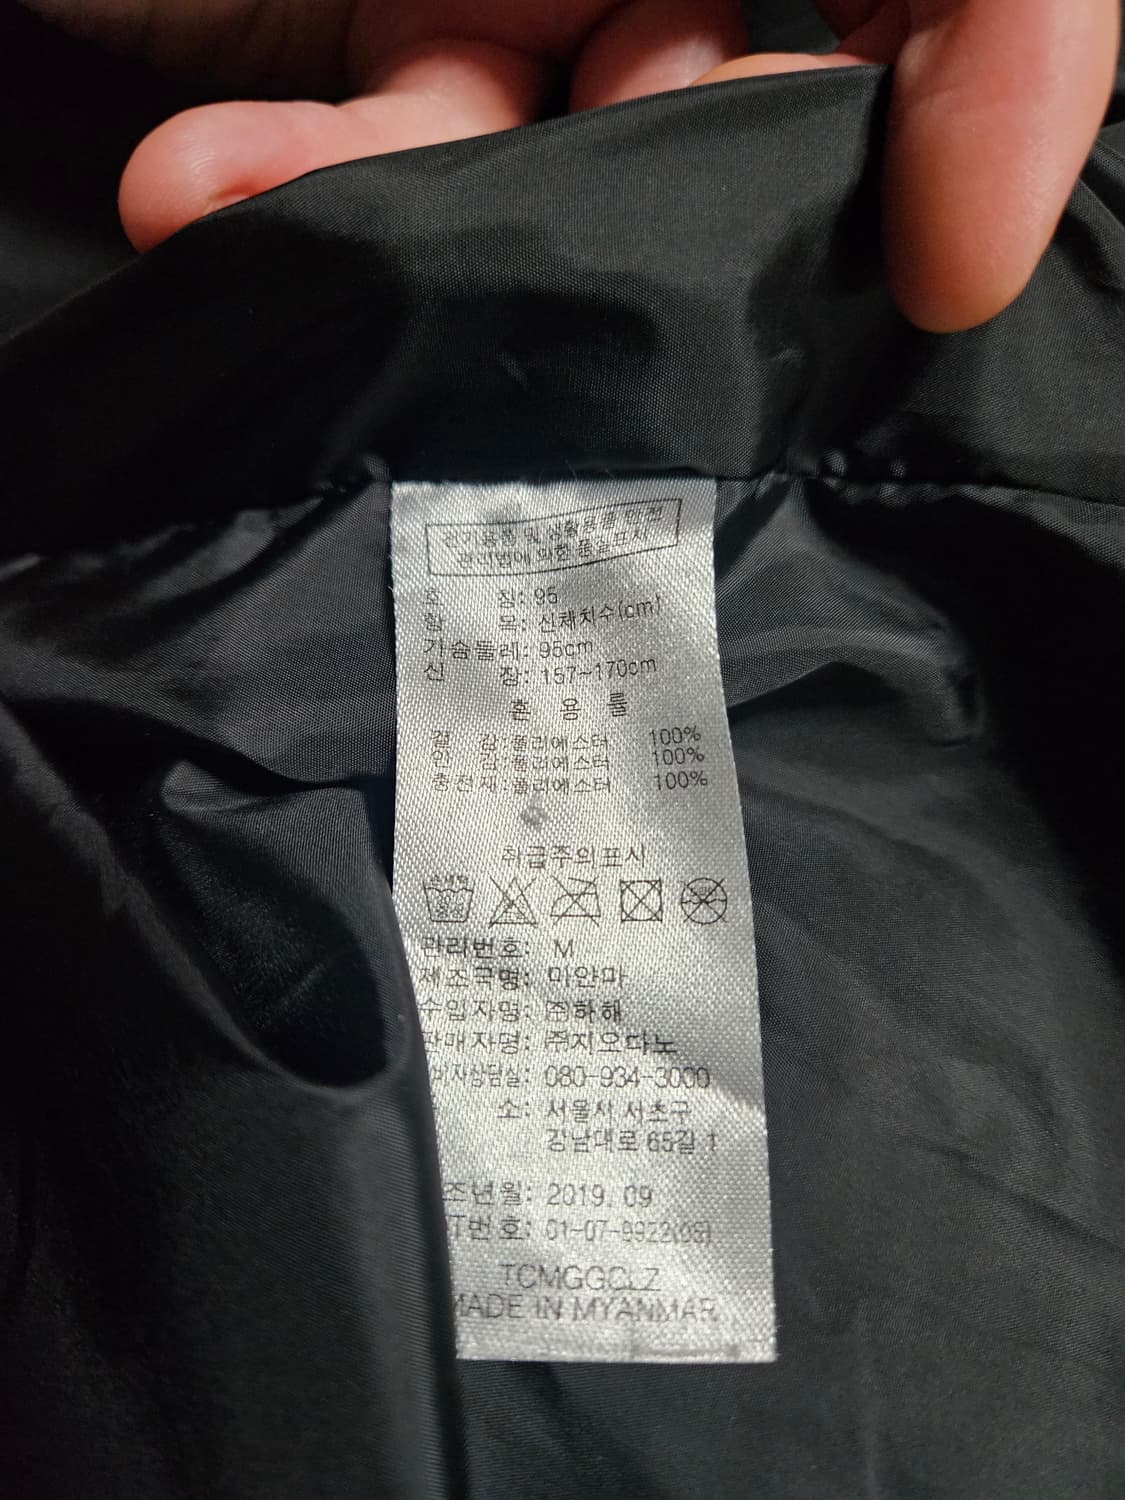 전기용품 및 생활용품 안전
관리법에 의한 품질표시
호 칭: 95
항 목: 신체치수(cm)
가슴둘레: 95cm
신 장: 157~170cm
혼 용 률
겉 감: 폴리에스터 100%
안 감: 폴리에스터 100%
충전재: 폴리에스터 100%
취급주의표시
관리번호: M
제조국명: 미얀마
수입자명: ㈜하해
판매자명: ㈜지오다노
비자상담실: 080-934-3000
소: 서울시 서초구
강남대로 65길 1
조년월: 2019. 09
T번호: 01-07-9922
MADE IN MYANMAR